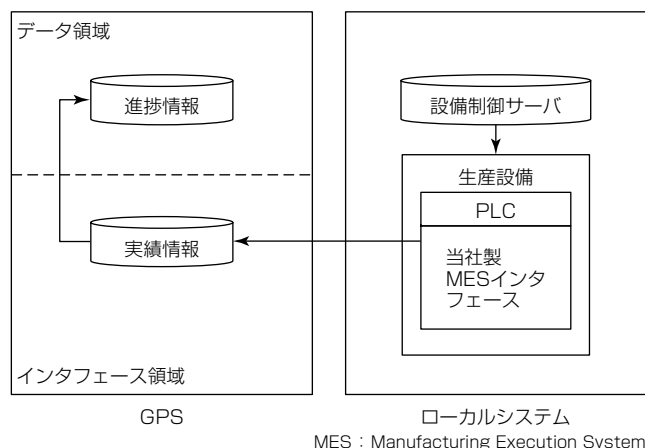 データ領域
進捗情報
実績情報
インタフェース領域
GPS
設備制御サーバ
生産設備
PLC
当社製
MESインタ
フェース
ローカルシステム
MES：Manufacturing Execution System